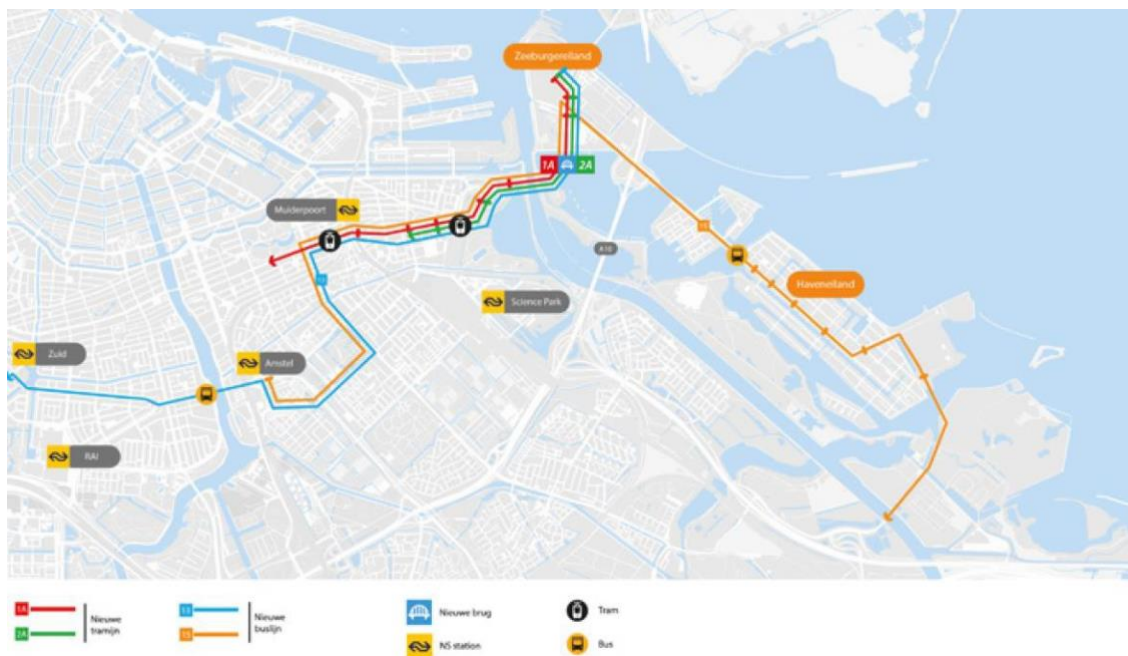 Zeeburgereiland
1A
2A
Muiderpoort
A10
Haveneiland
Science Park
Zuid
Amstel
RAI
1A
2A
Nieuwe
tramijn
Nieuwe
buslijn
Nieuwe brug
NS station
Tram
Bus